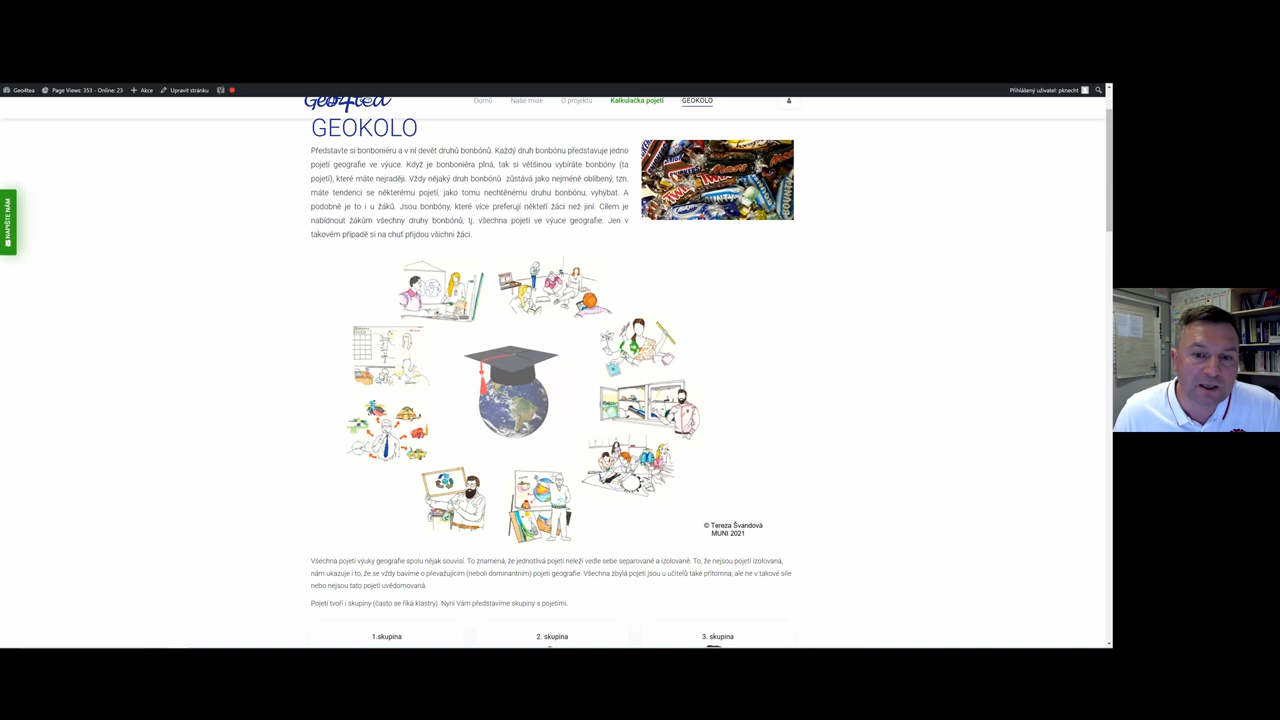 Geo4tea Page Views: 353 - Online: 23 Akce Upravit stránku
Přihlášený uživatel: pknecht
Geo4tea
Domů Naše mise O projektu Kalkulačka pojetí GEOKOLO
GEOKOLO
Představte si bonboniéru a v ní devět druhů bonbónů. Každý druh bonbónu představuje jedno
pojetí geografie ve výuce. Když je bonboniéra plná, tak si většinou vybíráte bonbóny (ta
pojetí), které máte nejraději. Vždy nějaký druh bonbónů zůstává jako nejméně oblíbený, tzn.
máte tendenci se některému pojetí, jako tomu nechtěnému druhu bonbónu, vyhýbat. A
podobně je to i u žáků. Jsou bonbóny, které více preferují někteří žáci než jiní. Cílem je
nabídnout žákům všechny druhy bonbónů, tj. všechna pojetí ve výuce geografie. Jen v
takovém případě si na chuť přijdou všichni žáci.
NAPIŠTE NÁM
TWIX
BOUNTY
© Tereza Švandová
MUNI 2021
Všechna pojetí výuky geografie spolu nějak souvisí. To znamená, že jednotlivá pojetí neleží vedle sebe separovaně a izolovaně. To, že nejsou pojetí izolovaná,
nám ukazuje i to, že se vždy bavíme o převažujícím (neboli dominantním) pojetí geografie. Všechna zbylá pojetí jsou u učitelů také přítomna, ale ne v takové síle
nebo nejsou tato pojetí uvědomovaná.
Pojetí tvoří i skupiny (často se říká klastry). Nyní Vám představíme skupiny s pojetími.
1.skupina
2. skupina
3. skupina